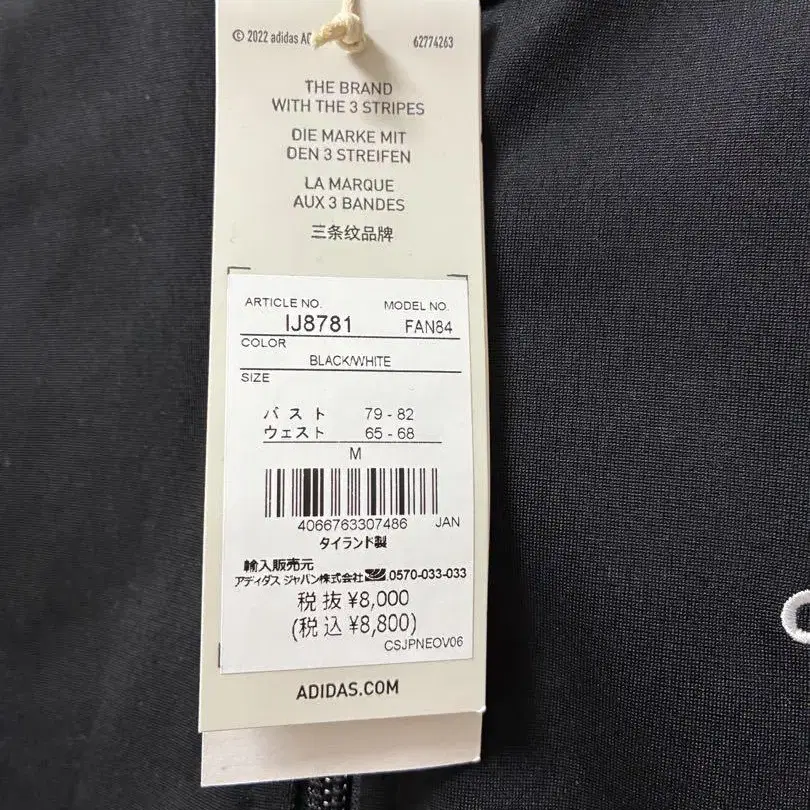 © 2022 adidas AG
62774263
THE BRAND
WITH THE 3 STRIPES
DIE MARKE MIT
DEN 3 STREIFEN
LA MARQUE
AUX 3 BANDES
三条纹品牌
ARTICLE NO. MODEL NO.
IJ8781 FAN84
COLOR
BLACK/WHITE
SIZE
バスト 79 - 82
ウェスト 65 - 68
M
4066763307486 JAN
タイランド製
輸入販売元
アディダス ジャパン株式会社 0570-033-033
税抜 ¥8,000
(税込 ¥8,800)
CSJPNEOV06
ADIDAS.COM